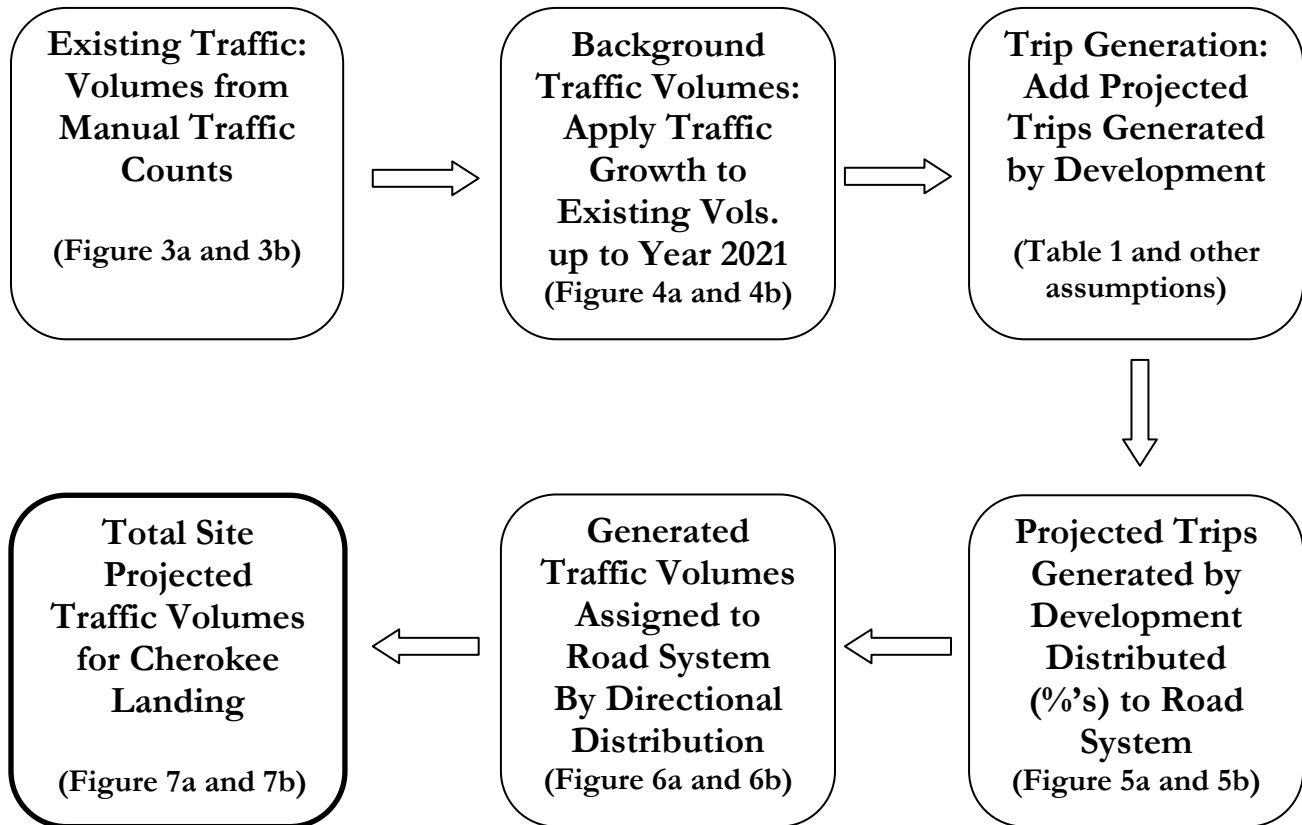 Existing Traffic:
Volumes from
Manual Traffic
Counts
(Figure 3a and 3b)
Background
Traffic Volumes:
Apply Traffic
Growth to
Existing Vols.
up to Year 2021
(Figure 4a and 4b)
Trip Generation:
Add Projected
Trips Generated
by Development
(Table 1 and other
assumptions)
Projected Trips
Generated by
Development
Distributed
(%'s) to Road
System
(Figure 5a and 5b)
Generated
Traffic Volumes
Assigned to
Road System
By Directional
Distribution
(Figure 6a and 6b)
Total Site
Projected
Traffic Volumes
for Cherokee
Landing
(Figure 7a and 7b)